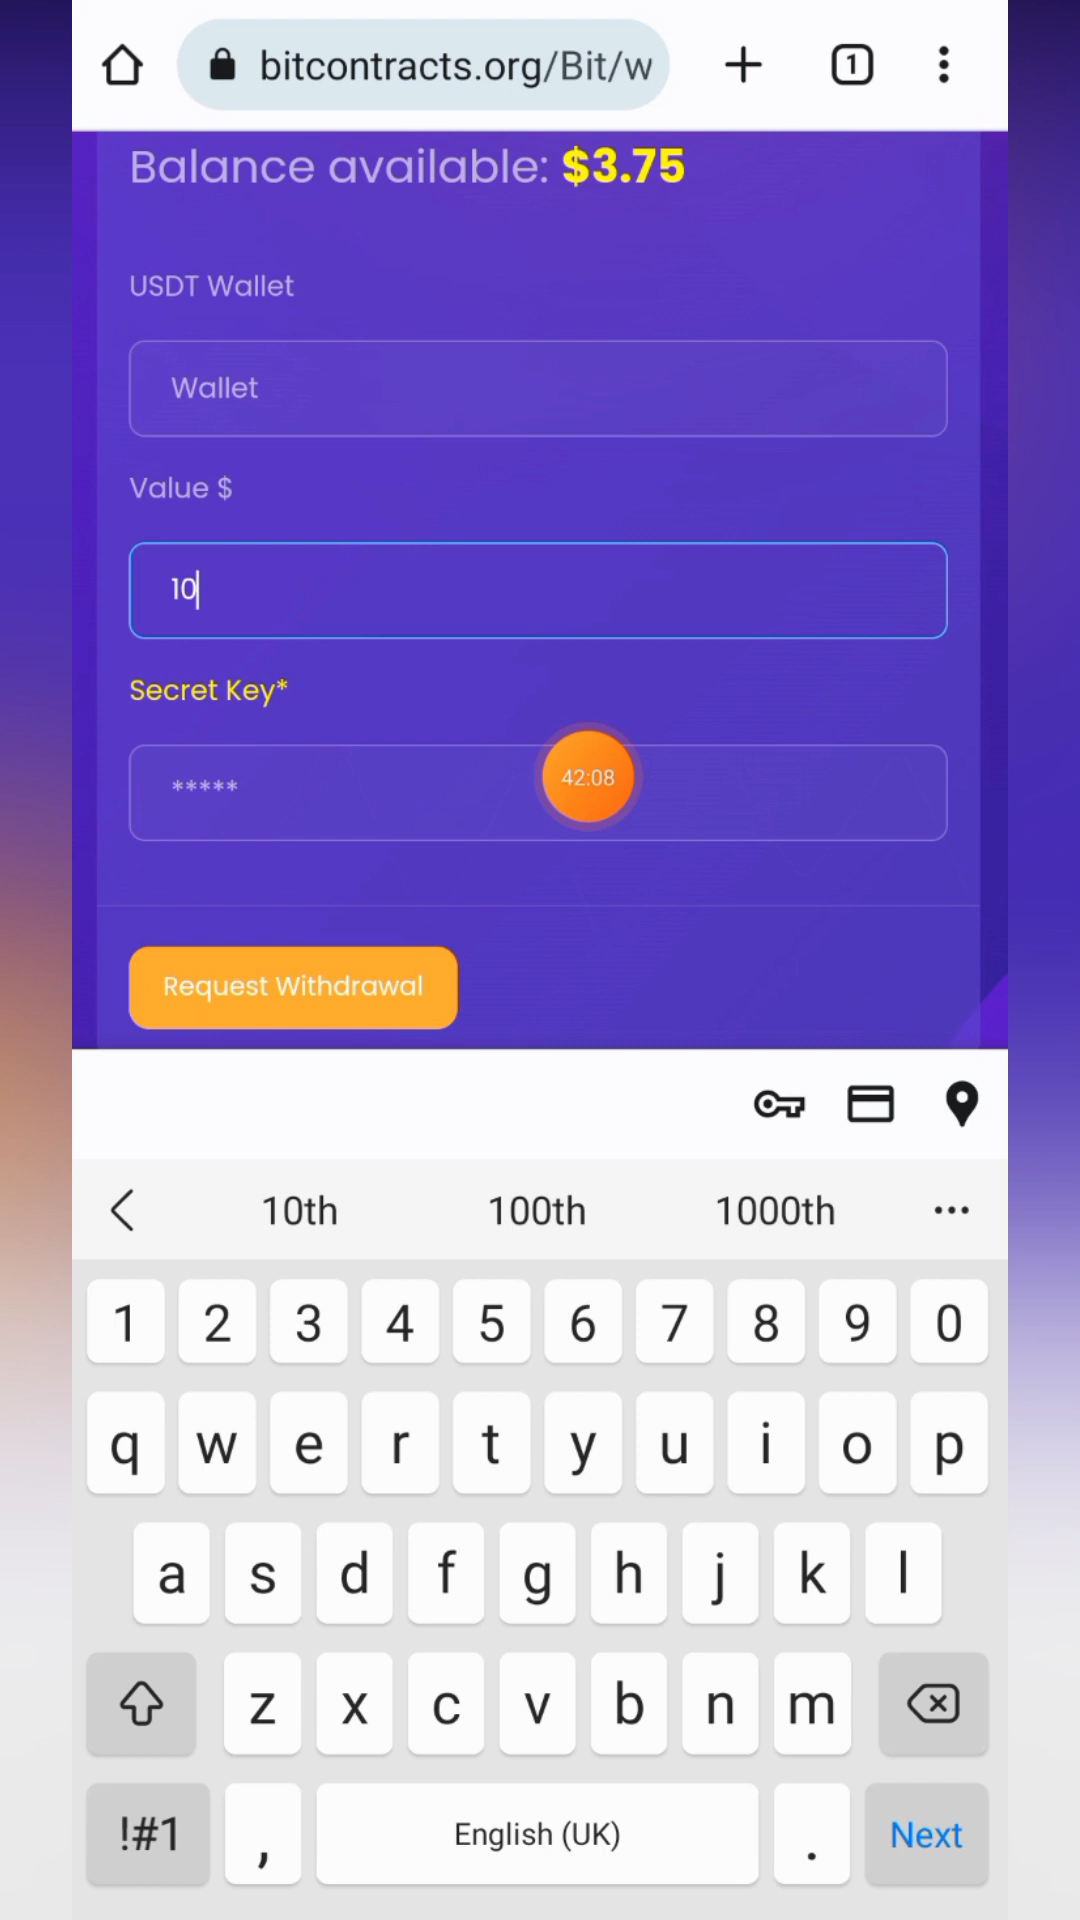 bitcontracts.org/Bit/w
1
Balance available: $3.75
USDT Wallet
Wallet
Value $
10
Secret Key*
*****
42:08
Request Withdrawal
10th 100th 1000th ...
1 2 3 4 5 6 7 8 9 0
q w e r t y u i o p
a s d f g h j k l
z x c v b n m
!#1 , English (UK) . Next